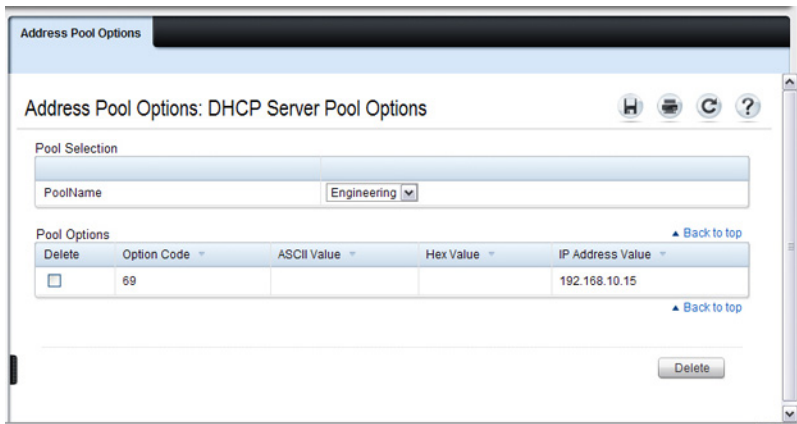 Address Pool Options
Address Pool Options: DHCP Server Pool Options
?
Pool Selection
PoolName Engineering
Pool Options Back to top
Delete Option Code ASCII Value Hex Value IP Address Value
69 192.168.10.15
Back to top
Delete